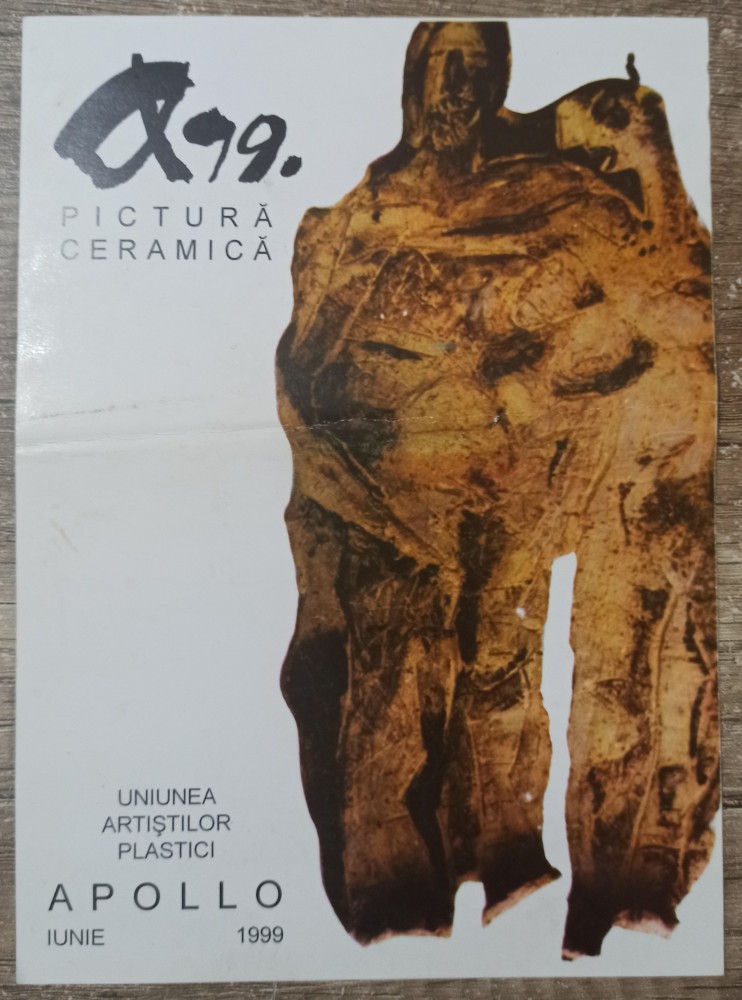 α99.
PICTURĂ
CERAMICĂ
UNIUNEA
ARTIŞTILOR
PLASTICI
APOLLO
IUNIE 1999